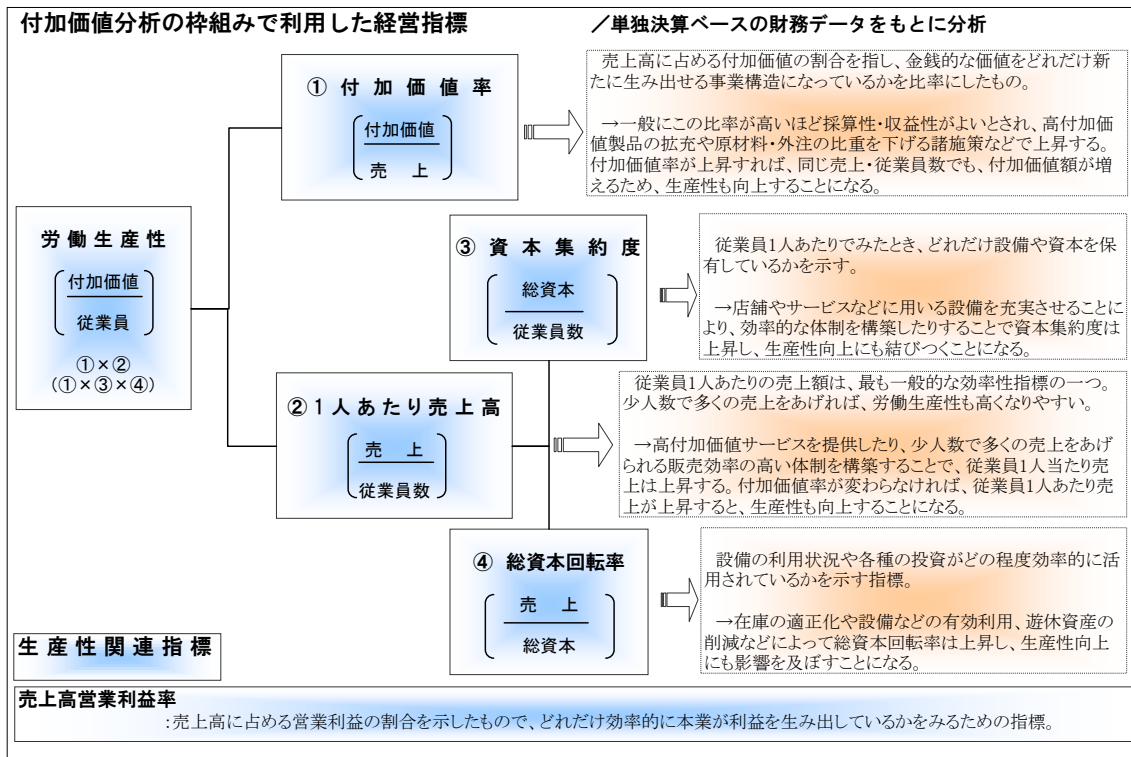 付加価値分析の枠組みで利用した経営指標
／単独決算ベースの財務データをもとに分析
① 付加価値率
付加価値
売上
売上高に占める付加価値の割合を指し、金銭的な価値をどれだけ新
たに生み出せる事業構造になっているかを比率にしたもの。
→一般にこの比率が高いほど採算性・収益性がよいとされ、高付加価
値製品の拡充や原材料・外注の比重を下げる諸施策などで上昇する。
付加価値率が上昇すれば、同じ売上・従業員数でも、付加価値額が増
えるため、生産性も向上することになる。
労働生産性
付加価値
従業員
①×②
(①×③×④)
③ 資本集約度
総資本
従業員数
従業員1人あたりでみたとき、どれだけ設備や資本を保
有しているかを示す。
→店舗やサービスなどに用いる設備を充実させることに
より、効率的な体制を構築したりすることで資本集約度は
上昇し、生産性向上にも結びつくことになる。
②1人あたり売上高
売上
従業員数
従業員1人あたりの売上額は、最も一般的な効率性指標の一つ。
少人数で多くの売上をあげれば、労働生産性も高くなりやすい。
→高付加価値サービスを提供したり、少人数で多くの売上をあげ
られる販売効率の高い体制を構築することで、従業員1人当たり売
上は上昇する。付加価値率が変わらなければ、従業員1人あたり売
上が上昇すると、生産性も向上することになる。
④ 総資本回転率
売上
総資本
設備の利用状況や各種の投資がどの程度効率的に活
用されているかを示す指標。
→在庫の適正化や設備などの有効利用、遊休資産の
削減などによって総資本回転率は上昇し、生産性向上
にも影響を及ぼすことになる。
生産性関連指標
売上高営業利益率
:売上高に占める営業利益の割合を示したもので、どれだけ効率的に本業が利益を生み出しているかをみるための指標。